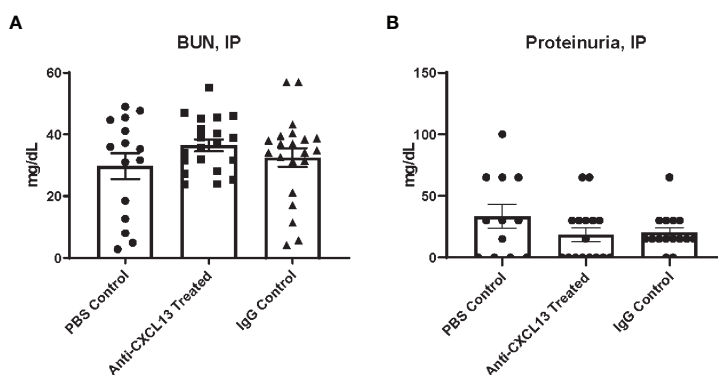 A
BUN, IP
mg/dL
60
40
20
0
PBS Control
Anti-CXCL13 Treated
IgG Control
B
Proteinuria, IP
mg/dL
150
100
50
0
PBS Control
Anti-CXCL13 Treated
IgG Control